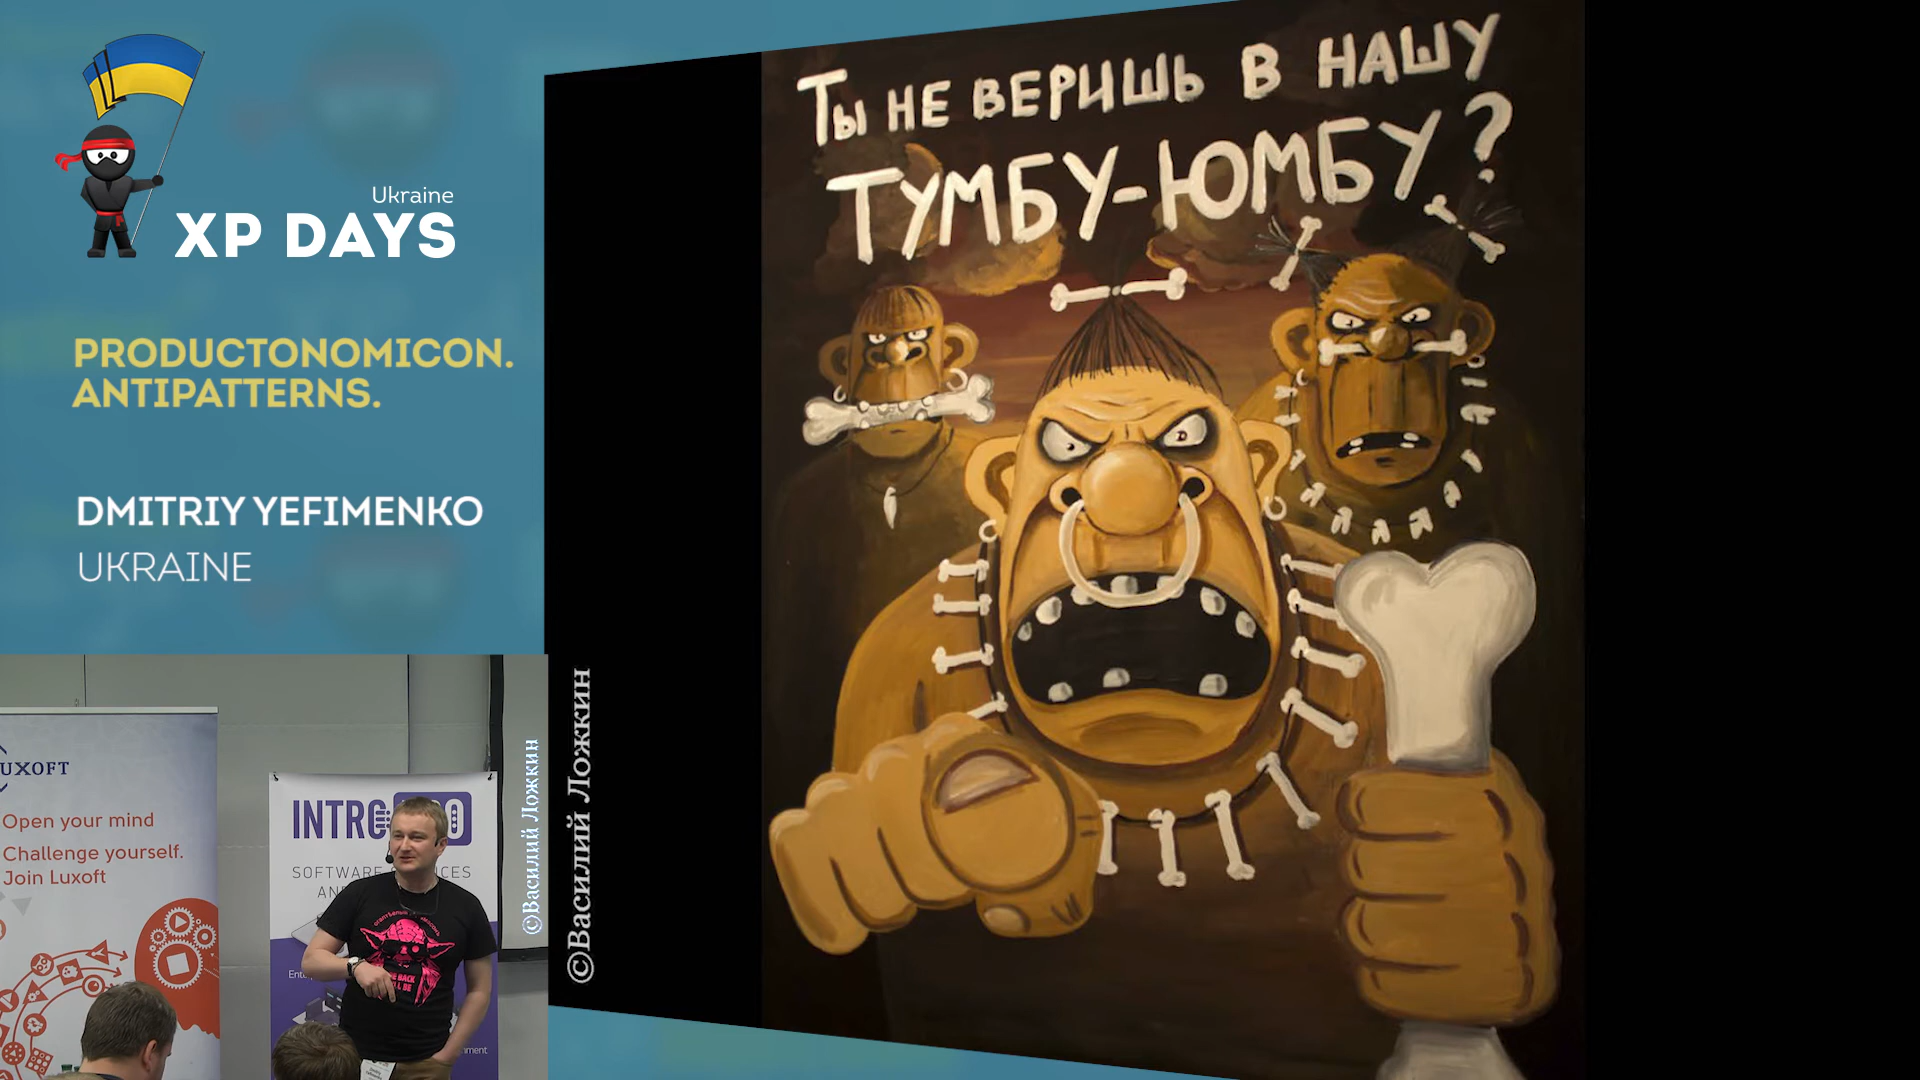 Ukraine
XP DAYS
PRODUCTONOMICON.
ANTIPATTERNS.
DMITRIY YEFIMENKO
UKRAINE
Ты не веришь в нашу
Тумбу-Юмбу?
©Василий Ложкин
©Василий Ложкин
UXOFT
Open your mind
Challenge yourself.
Join Luxoft
INTRO
SOFTWARE